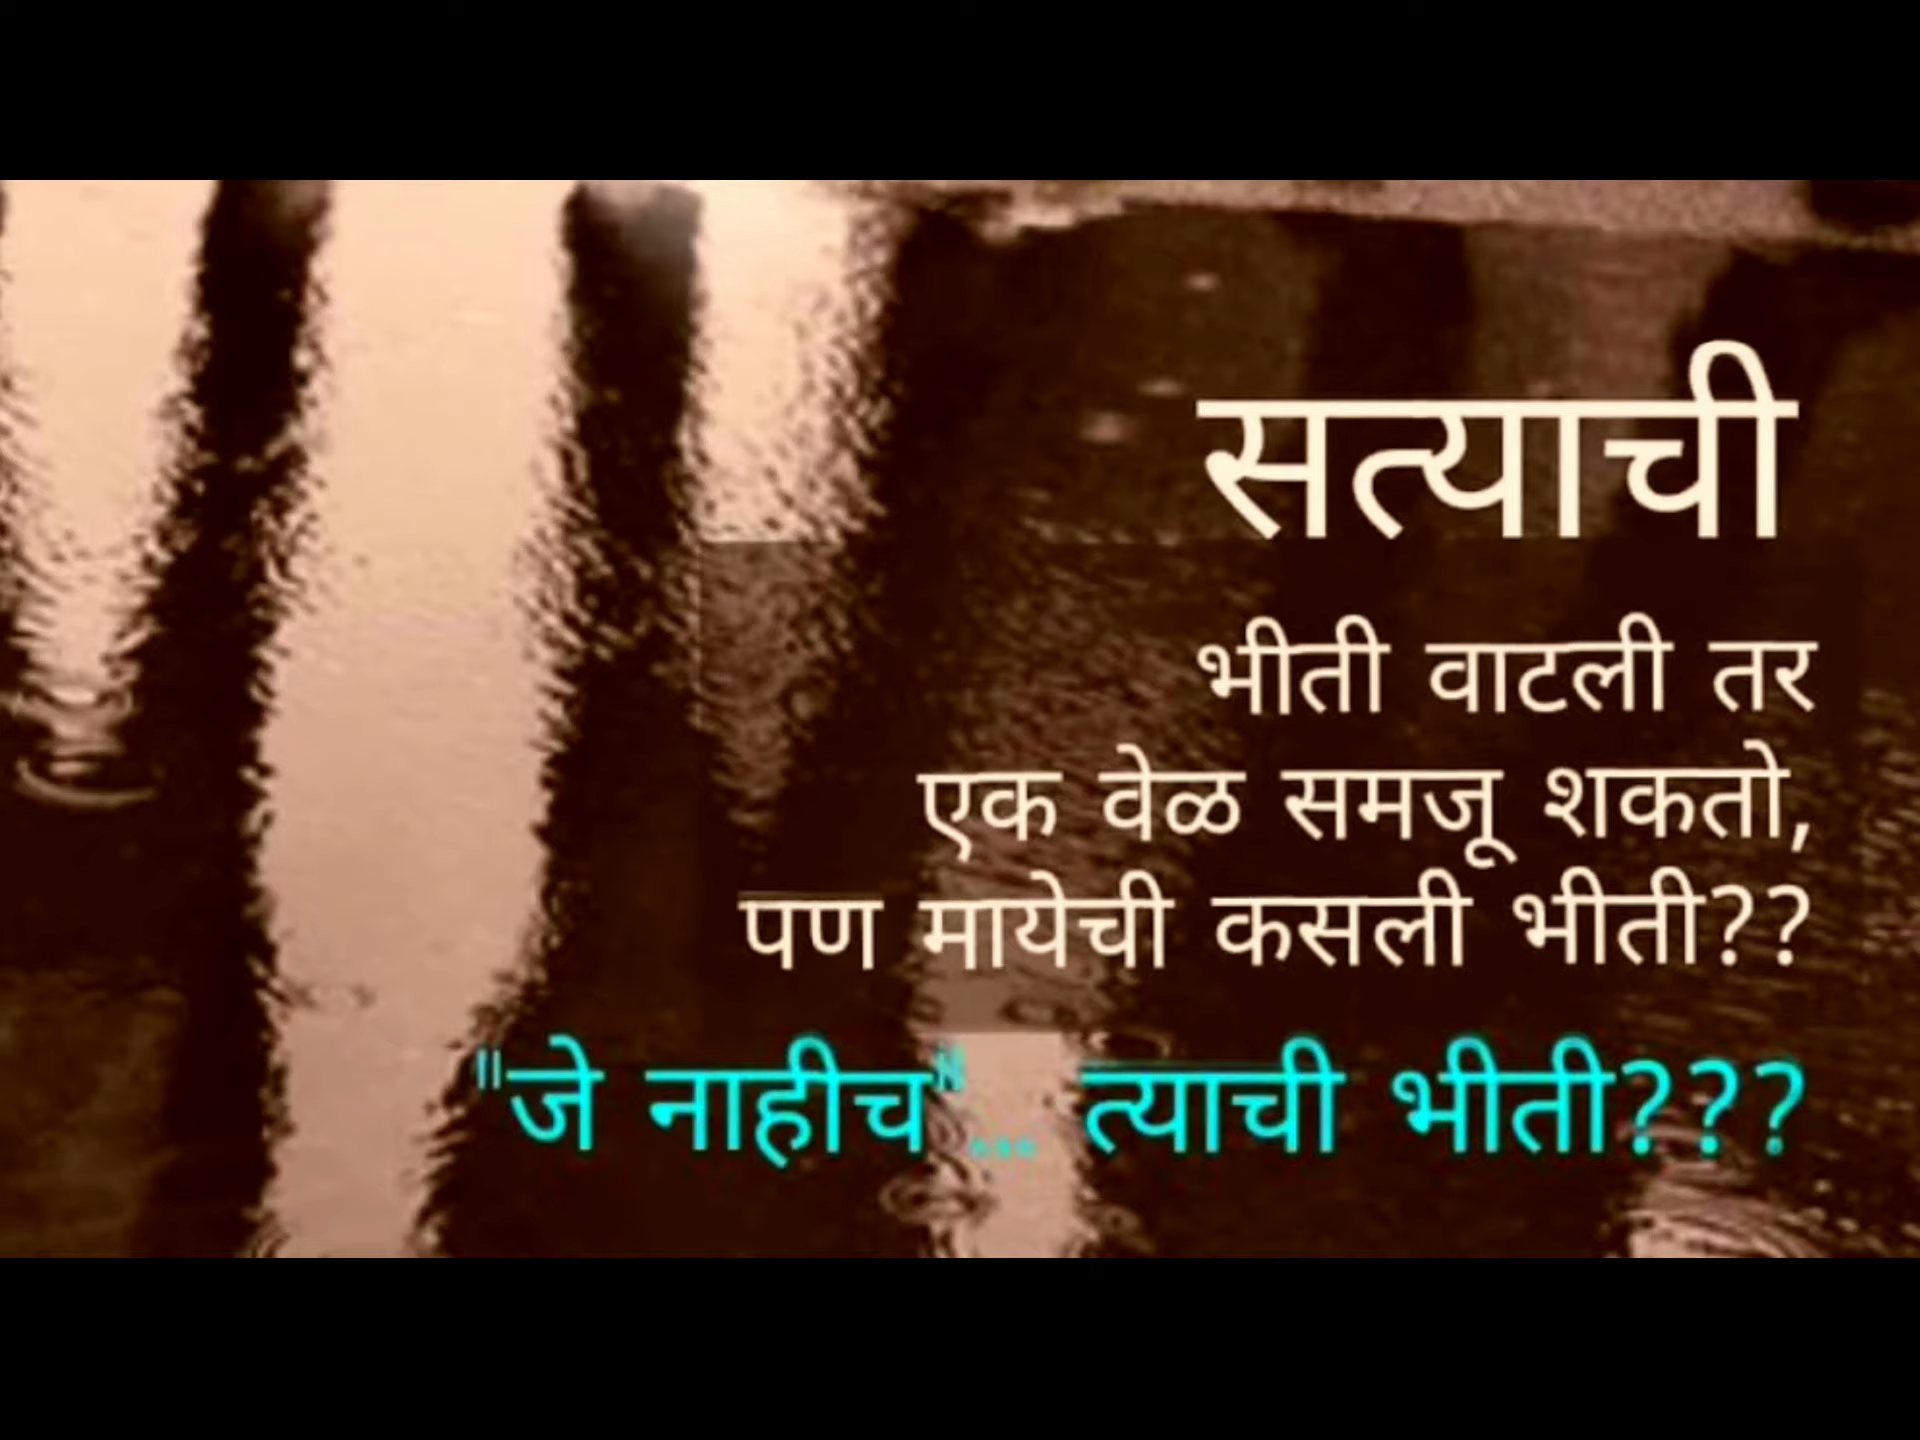 सत्याची
भीती वाटली तर
एक वेळ समजू शकतो,
पण मायेची कसली भीती??
"जे नाहीच"... त्याची भीती???